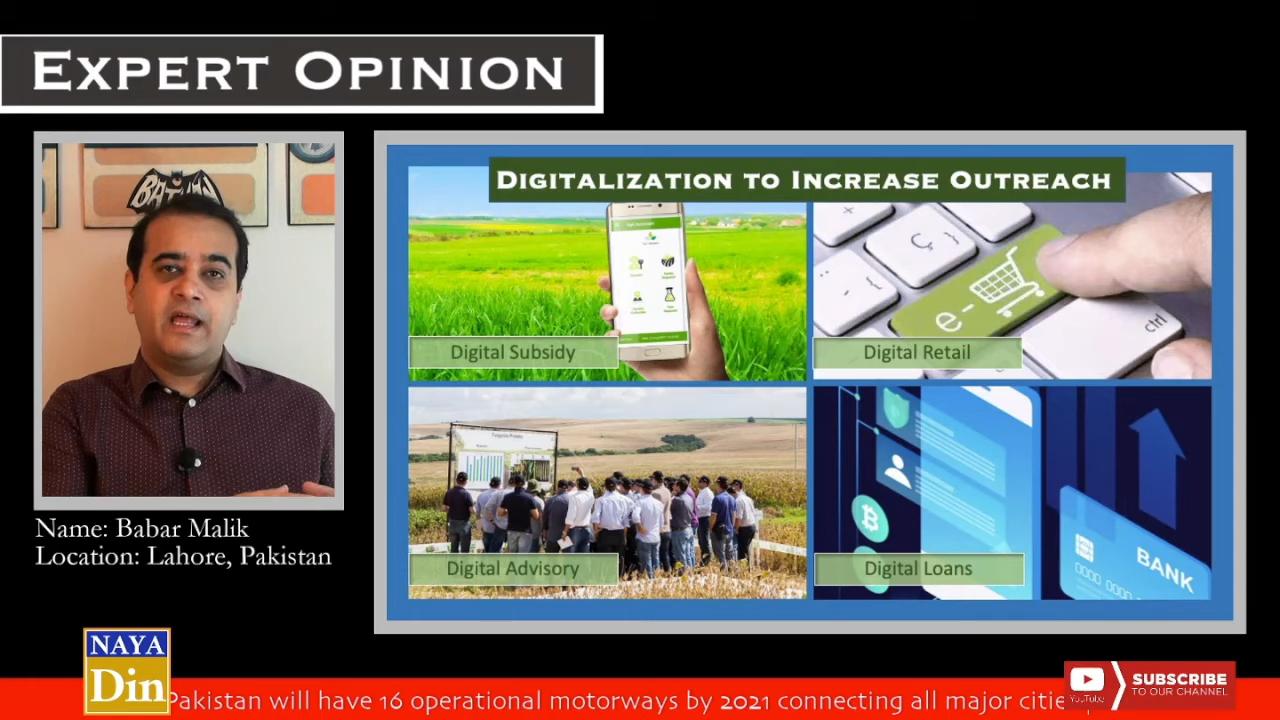 EXPERT OPINION
BATMAN
DIGITALIZATION TO INCREASE OUTREACH
Digital Subsidy
Digital Retail
e-
Ç
ctrl
Digital Advisory
Digital Loans
BANK
Name: Babar Malik
Location: Lahore, Pakistan
NAYA
Din
Pakistan will have 16 operational motorways by 2021 connecting all major citie
YouTube
SUBSCRIBE
TO OUR CHANNEL